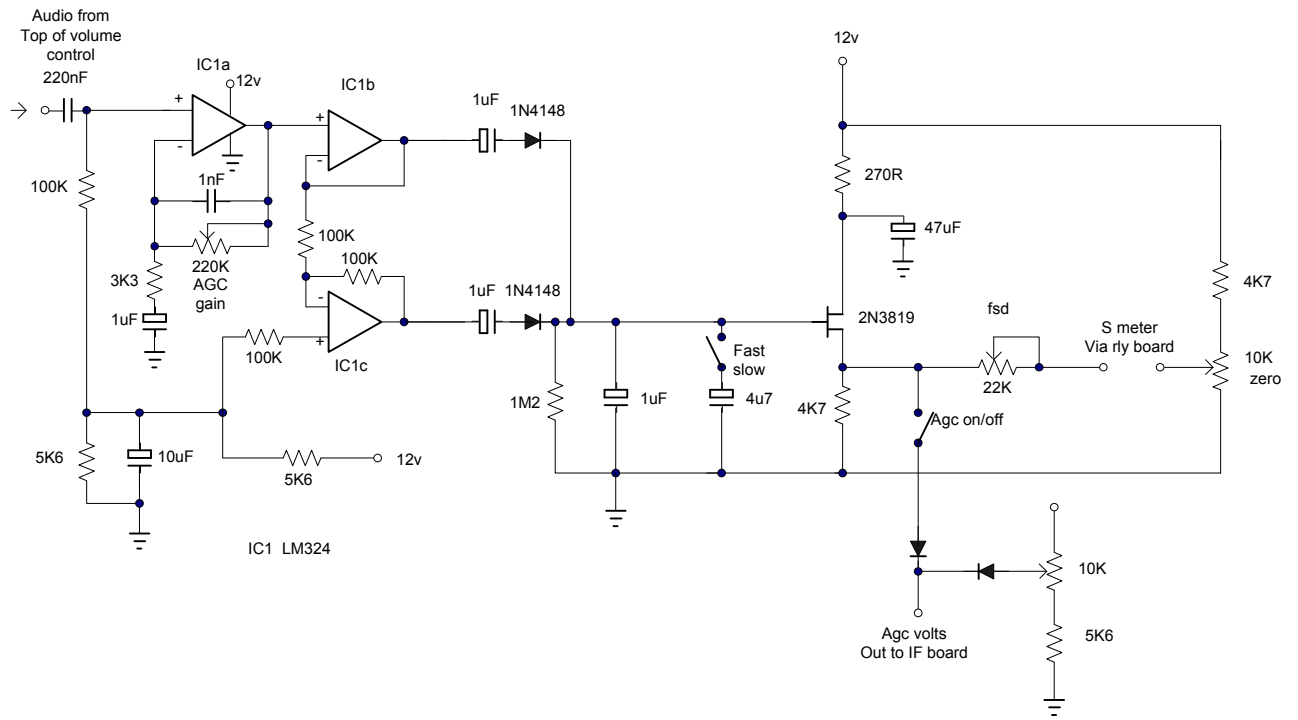 Audio from
Top of volume
control
220nF
+
-
IC1a
12v
1nF
220K
AGC
gain
100K
3K3
1uF
IC1b
+
-
100K
100K
-
+
IC1c
100K
5K6
10uF
5K6
12v
IC1 LM324
1uF
1N4148
1uF
1N4148
1M2
1uF
Fast
slow
4u7
12v
270R
47uF
2N3819
4K7
fsd
22K
S meter
Via rly board
4K7
10K
zero
Agc on/off
Agc volts
Out to IF board
10K
5K6